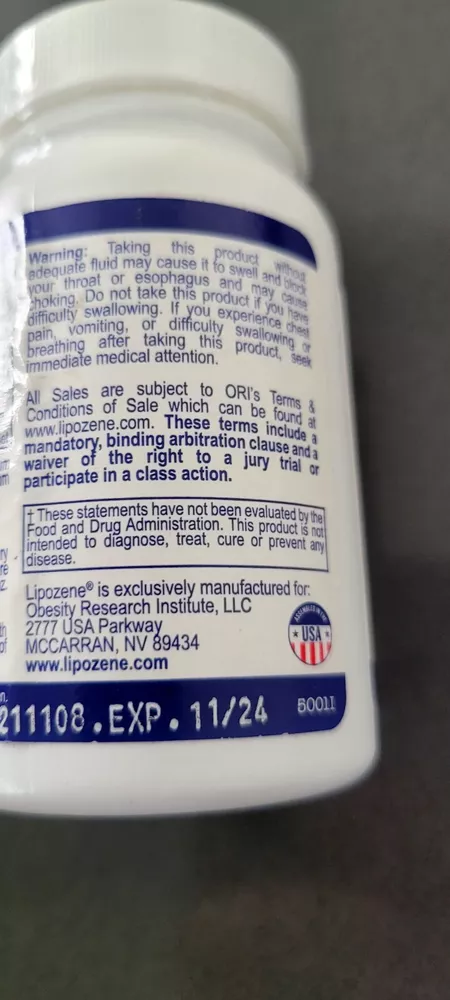 Warning: Taking this product without
adequate fluid may cause it to swell and block
your throat or esophagus and may cause
choking. Do not take this product if you have
difficulty swallowing. If you experience chest
pain, vomiting, or difficulty swallowing or
breathing after taking this product, seek
immediate medical attention.
All Sales are subject to ORI's Terms &
Conditions of Sale which can be found at
www.lipozene.com. These terms include a
mandatory, binding arbitration clause and a
waiver of the right to a jury trial or
participate in a class action.
† These statements have not been evaluated by the
Food and Drug Administration. This product is not
intended to diagnose, treat, cure or prevent any
disease.
Lipozene® is exclusively manufactured for:
Obesity Research Institute, LLC
2777 USA Parkway
MCCARRAN, NV 89434
www.lipozene.com
ASSEMBLED IN THE
USA
211108.EXP. 11/24
5001I